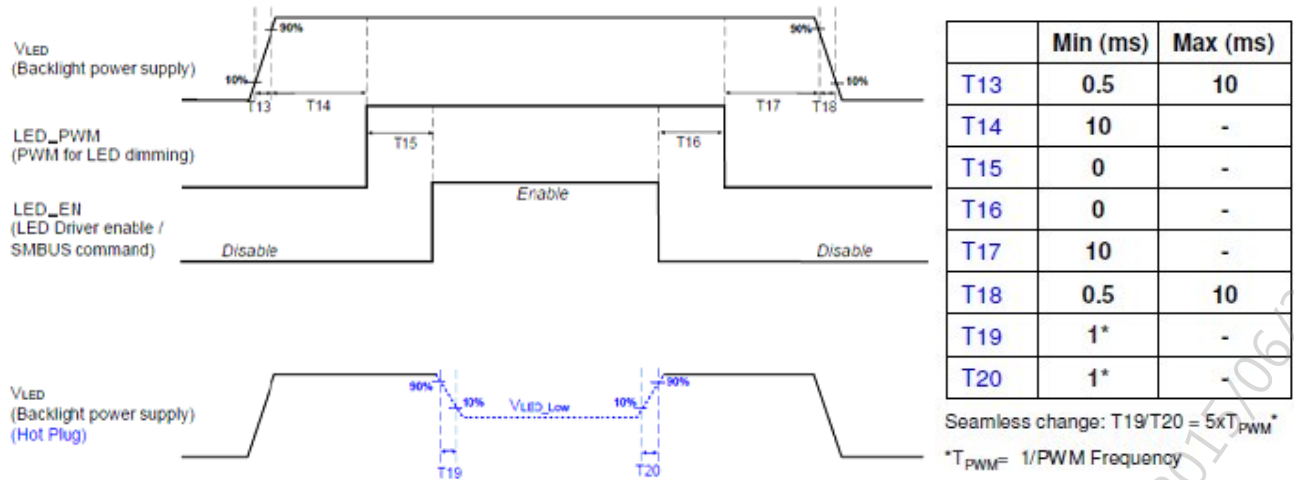 90%
90%
VLED
(Backlight power supply)
10%
10%
T13
T14
T17
T18
LED_PWM
(PWM for LED dimming)
T15
T16
Enable
LED_EN
(LED Driver enable /
SMBUS command)
Disable
Disable
VLED
(Backlight power supply)
(Hot Plug)
90%
10%
VLED_Low
10%
90%
T19
T20
Min (ms) Max (ms)
T13 0.5 10
T14 10 -
T15 0 -
T16 0 -
T17 10 -
T18 0.5 10
T19 1* -
T20 1* -
Seamless change: T19/T20 = 5xTPWM*
*TPWM= 1/PWM Frequency
2015/06/